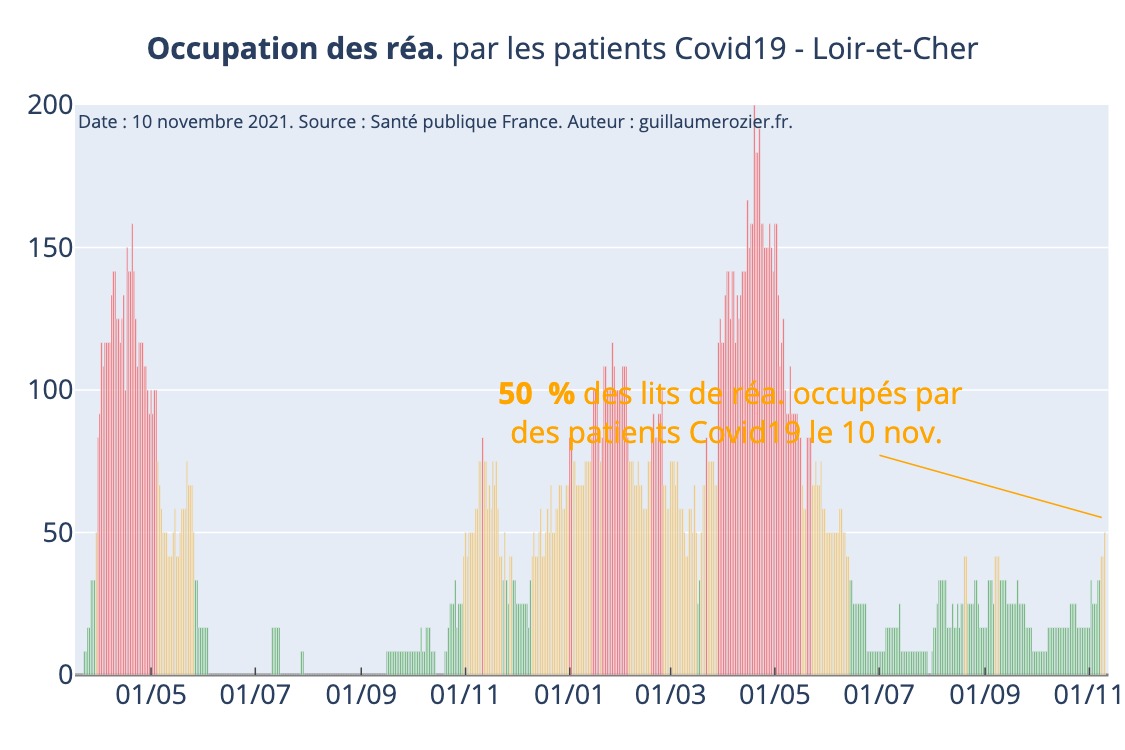 Occupation des réa. par les patients Covid19 - Loir-et-Cher
200
Date : 10 novembre 2021. Source : Santé publique France. Auteur : guillaumerozier.fr.
150
100
50 % des lits de réa. occupés par
des patients Covid19 le 10 nov.
50
0
01/05 01/07 01/09 01/11 01/01 01/03 01/05 01/07 01/09 01/11